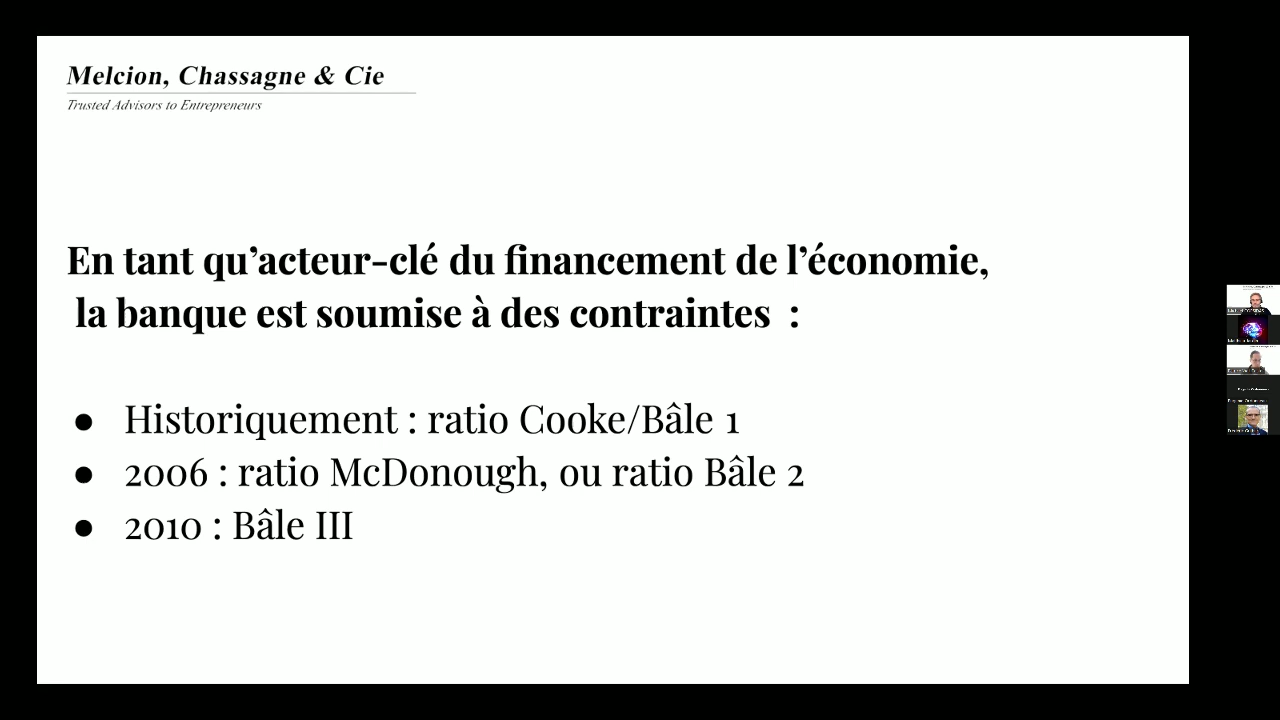 Melcion, Chassagne & Cie
Trusted Advisors to Entrepreneurs
En tant qu’acteur-clé du financement de l’économie,
la banque est soumise à des contraintes :
● Historiquement : ratio Cooke/Bâle 1
● 2006 : ratio McDonough, ou ratio Bâle 2
● 2010 : Bâle III